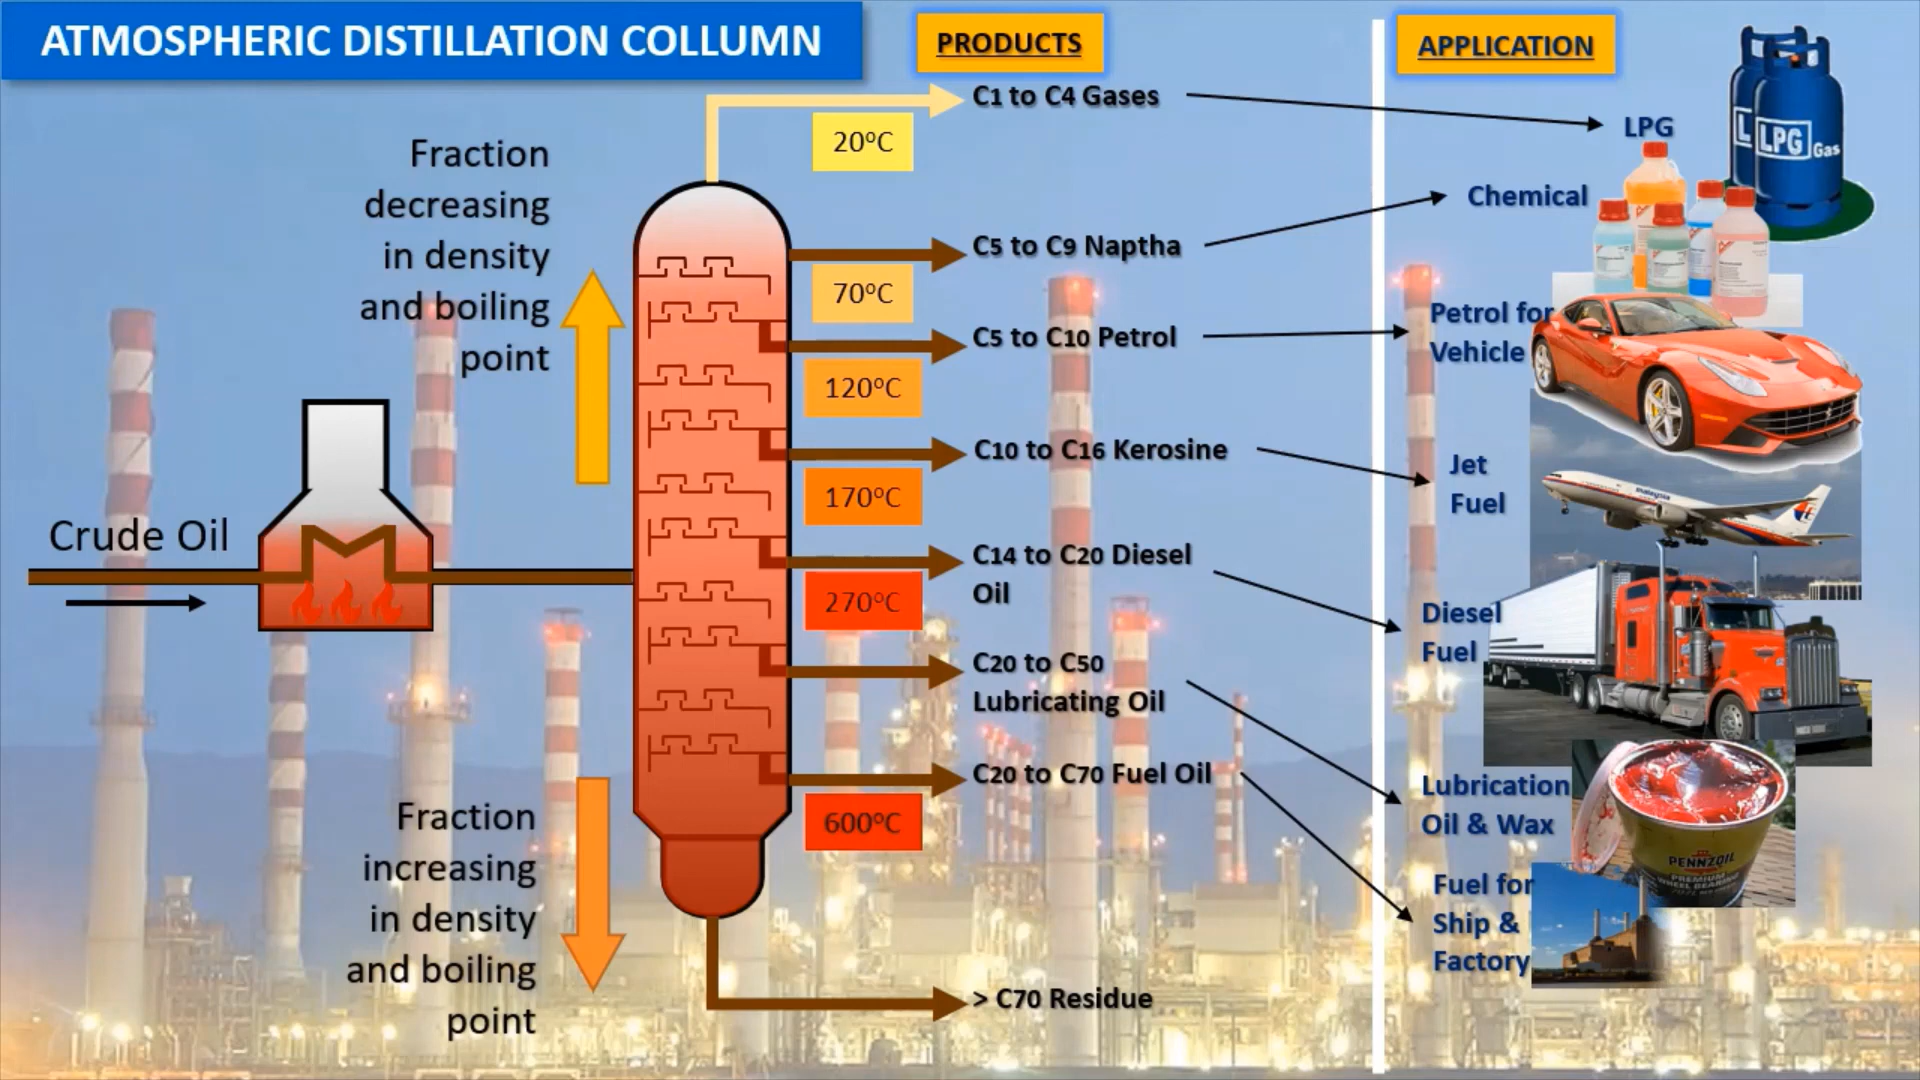 ATMOSPHERIC DISTILLATION COLLUMN
PRODUCTS
APPLICATION
C1 to C4 Gases
20°C
LPG
L
LPG Gas
Fraction
decreasing
in density
and boiling
point
Chemical
C5 to C9 Naptha
70°C
Petrol for
Vehicle
C5 to C10 Petrol
120°C
C10 to C16 Kerosine
Jet
Fuel
malaysia
170°C
Crude Oil
C14 to C20 Diesel
Oil
270°C
Diesel
Fuel
C20 to C50
Lubricating Oil
C20 to C70 Fuel Oil
600°C
Lubrication
Oil & Wax
PENNZOIL
PREMIUM
WHEEL BEARING
Fraction
increasing
in density
and boiling
point
Fuel for
Ship &
Factory
> C70 Residue